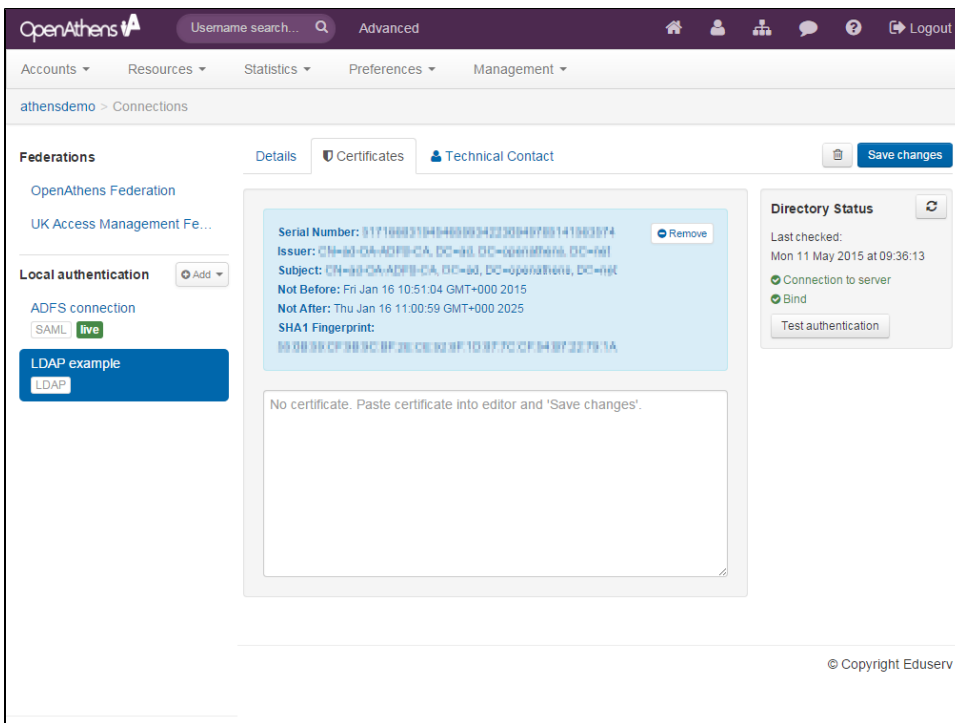 OpenAthens
Username search...
Advanced
Logout
Accounts
Resources
Statistics
Preferences
Management
athensdemo > Connections
Federations
OpenAthens Federation
UK Access Management Fe...
Local authentication
Add
ADFS connection
SAML live
LDAP example
LDAP
Details
Certificates
Technical Contact
Save changes
Serial Number:
Remove
Issuer:
Subject:
Not Before: Fri Jan 16 10:51:04 GMT+000 2015
Not After: Thu Jan 16 11:00:59 GMT+000 2025
SHA1 Fingerprint:
No certificate. Paste certificate into editor and 'Save changes'.
Directory Status
Last checked:
Mon 11 May 2015 at 09:36:13
Connection to server
Bind
Test authentication
© Copyright Eduserv